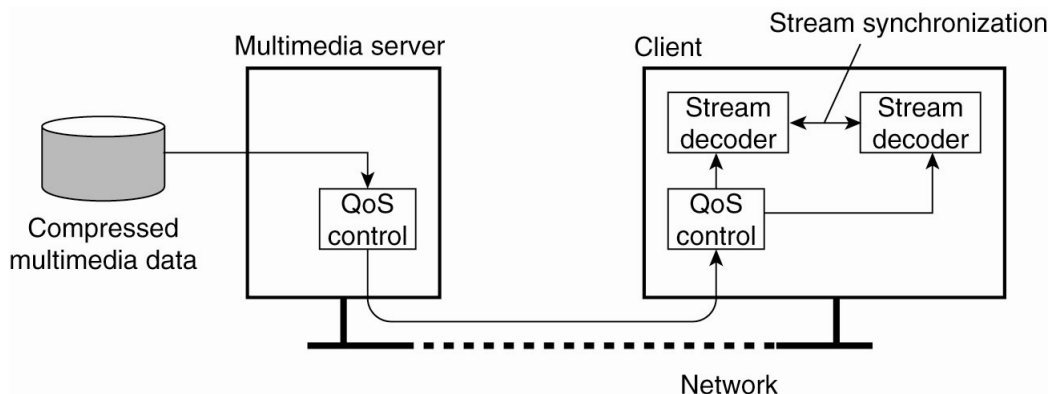 Stream synchronization
Multimedia server
Client
Stream
decoder
Stream
decoder
QoS
control
QoS
control
Compressed
multimedia data
Network